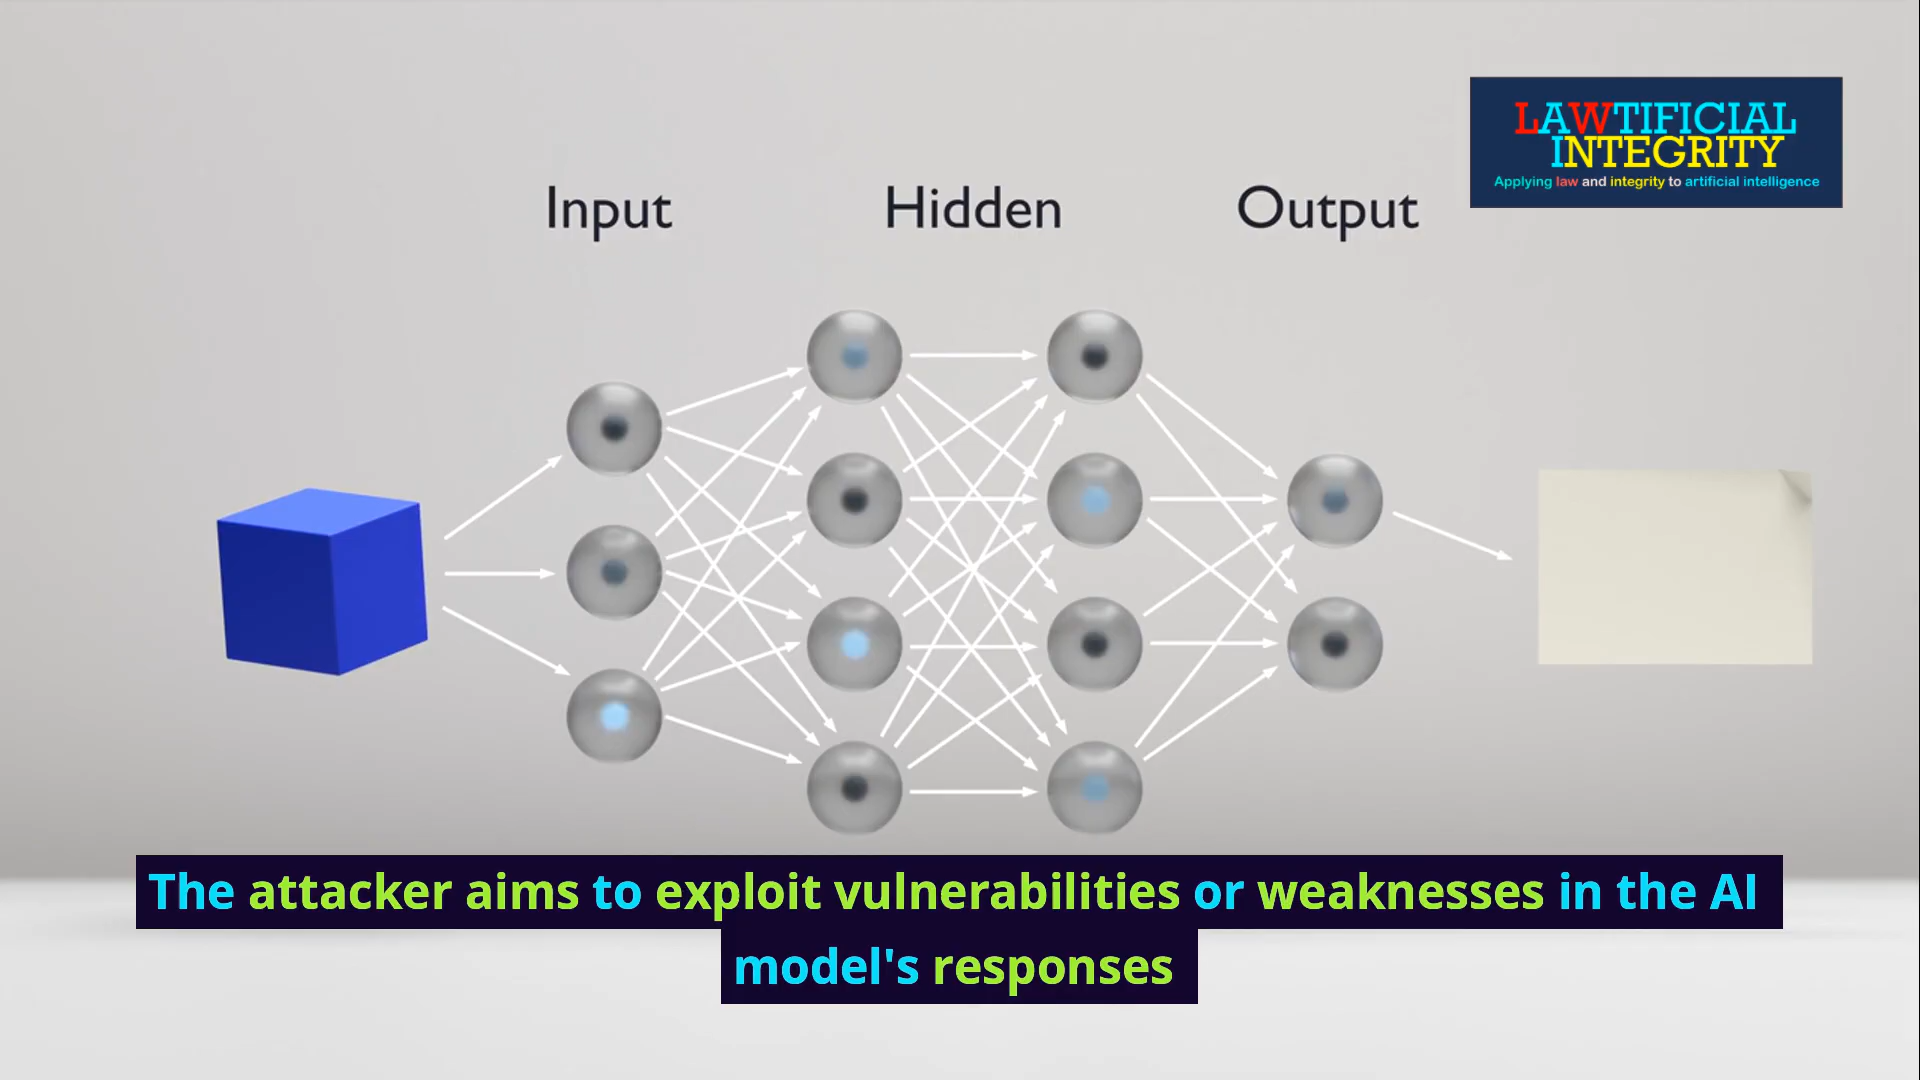 LAWTIFICIAL
INTEGRITY
Applying law and integrity to artificial intelligence
Input Hidden Output
The attacker aims to exploit vulnerabilities or weaknesses in the AI
model's responses